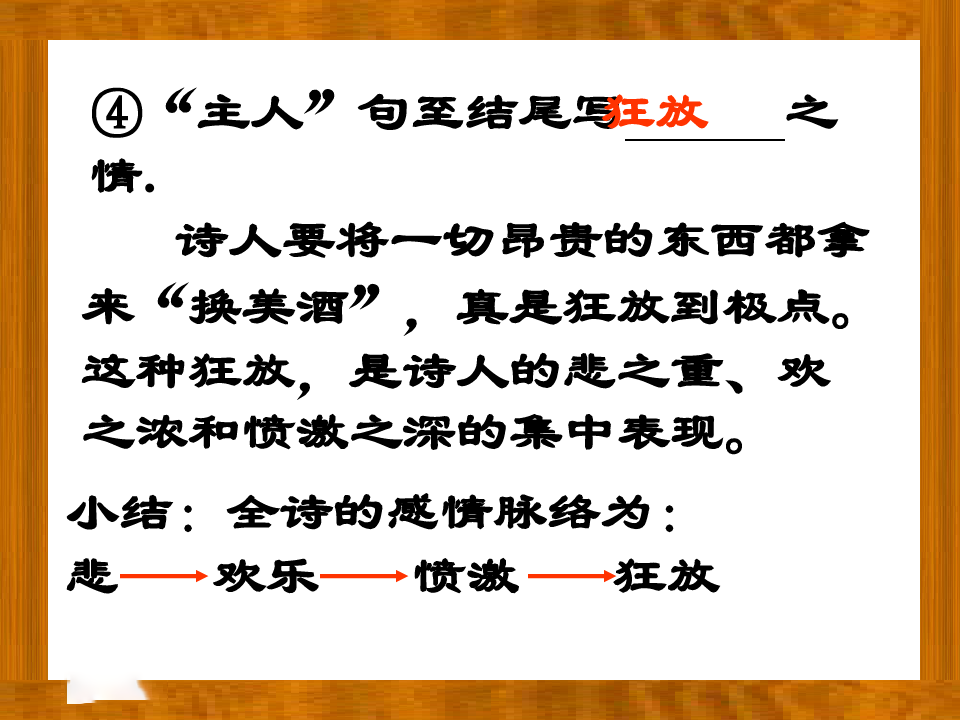 ④“主人”句至结尾写狂放 之
情.
诗人要将一切昂贵的东西都拿
来“换美酒”，真是狂放到极点。
这种狂放，是诗人的悲之重、欢
之浓和愤激之深的集中表现。
小结：全诗的感情脉络为：
悲 欢乐 愤激 狂放